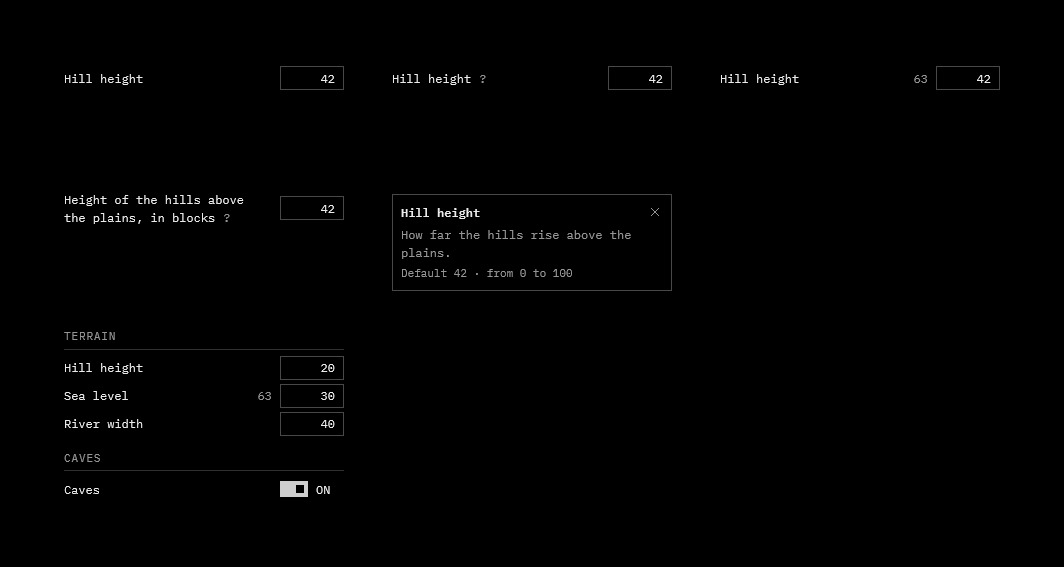 Hill height 42
Hill height ? 42
Hill height 63 42
Height of the hills above
the plains, in blocks ? 42
Hill height
How far the hills rise above the
plains.
Default 42 · from 0 to 100
TERRAIN
Hill height 20
Sea level 63 30
River width 40
CAVES
Caves ON